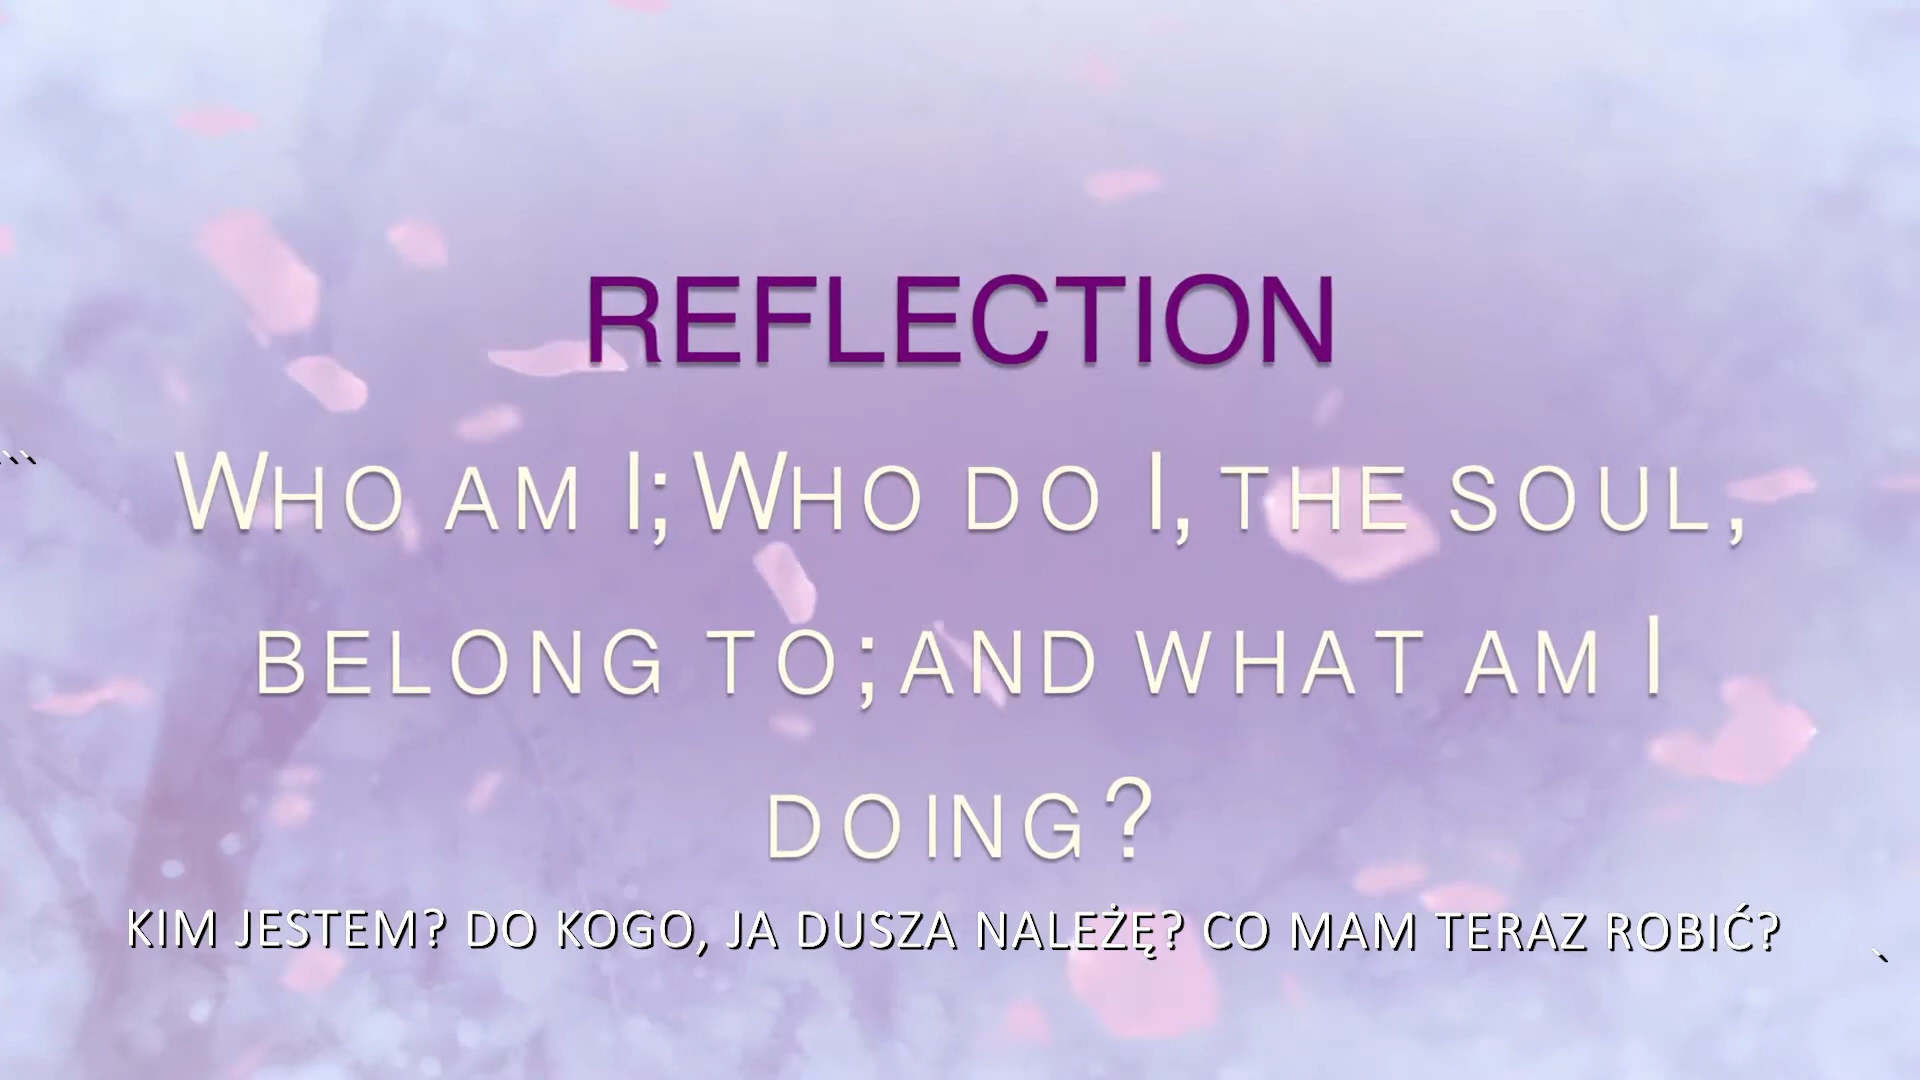 REFLECTION
WHO AM I; WHO DO I, THE SOUL,
BELONG TO; AND WHAT AM I
DOING?
KIM JESTEM? DO KOGO, JA DUSZA NALEŻĘ? CO MAM TERAZ ROBIĆ?